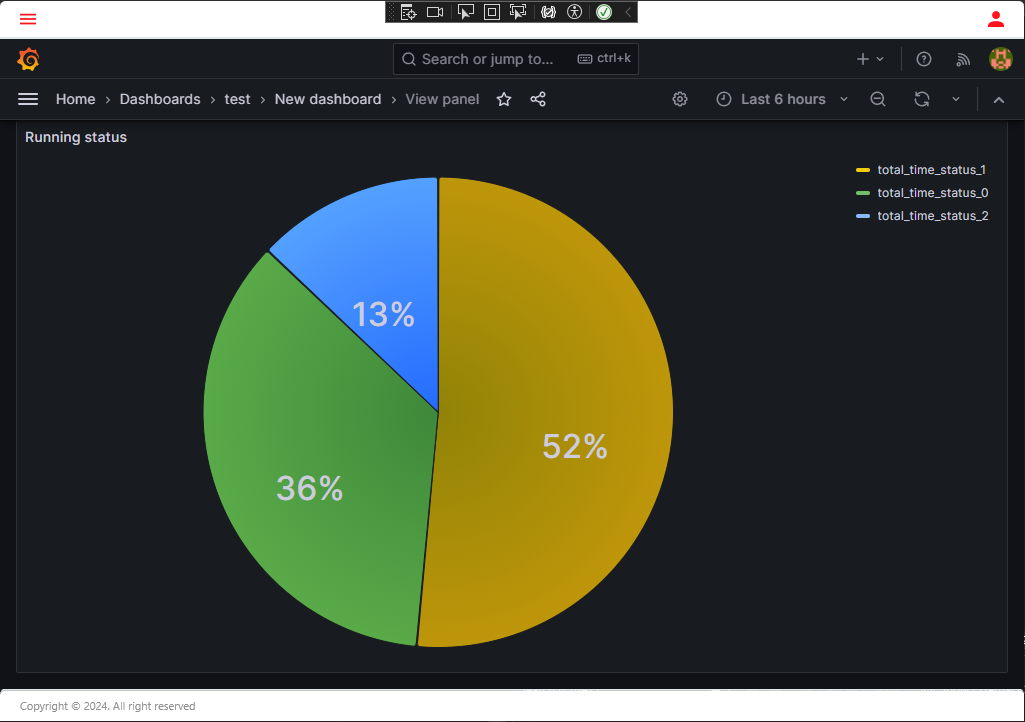 Search or jump to... ctrl+k
Home › Dashboards › test › New dashboard › View panel
Last 6 hours
Running status
total_time_status_1
total_time_status_0
total_time_status_2
13%
52%
36%
Copyright © 2024. All right reserved